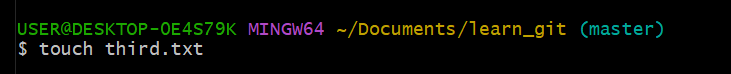 USER@DESKTOP-0E4S79K MINGW64 ~/Documents/learn_git (master)
$ touch third.txt